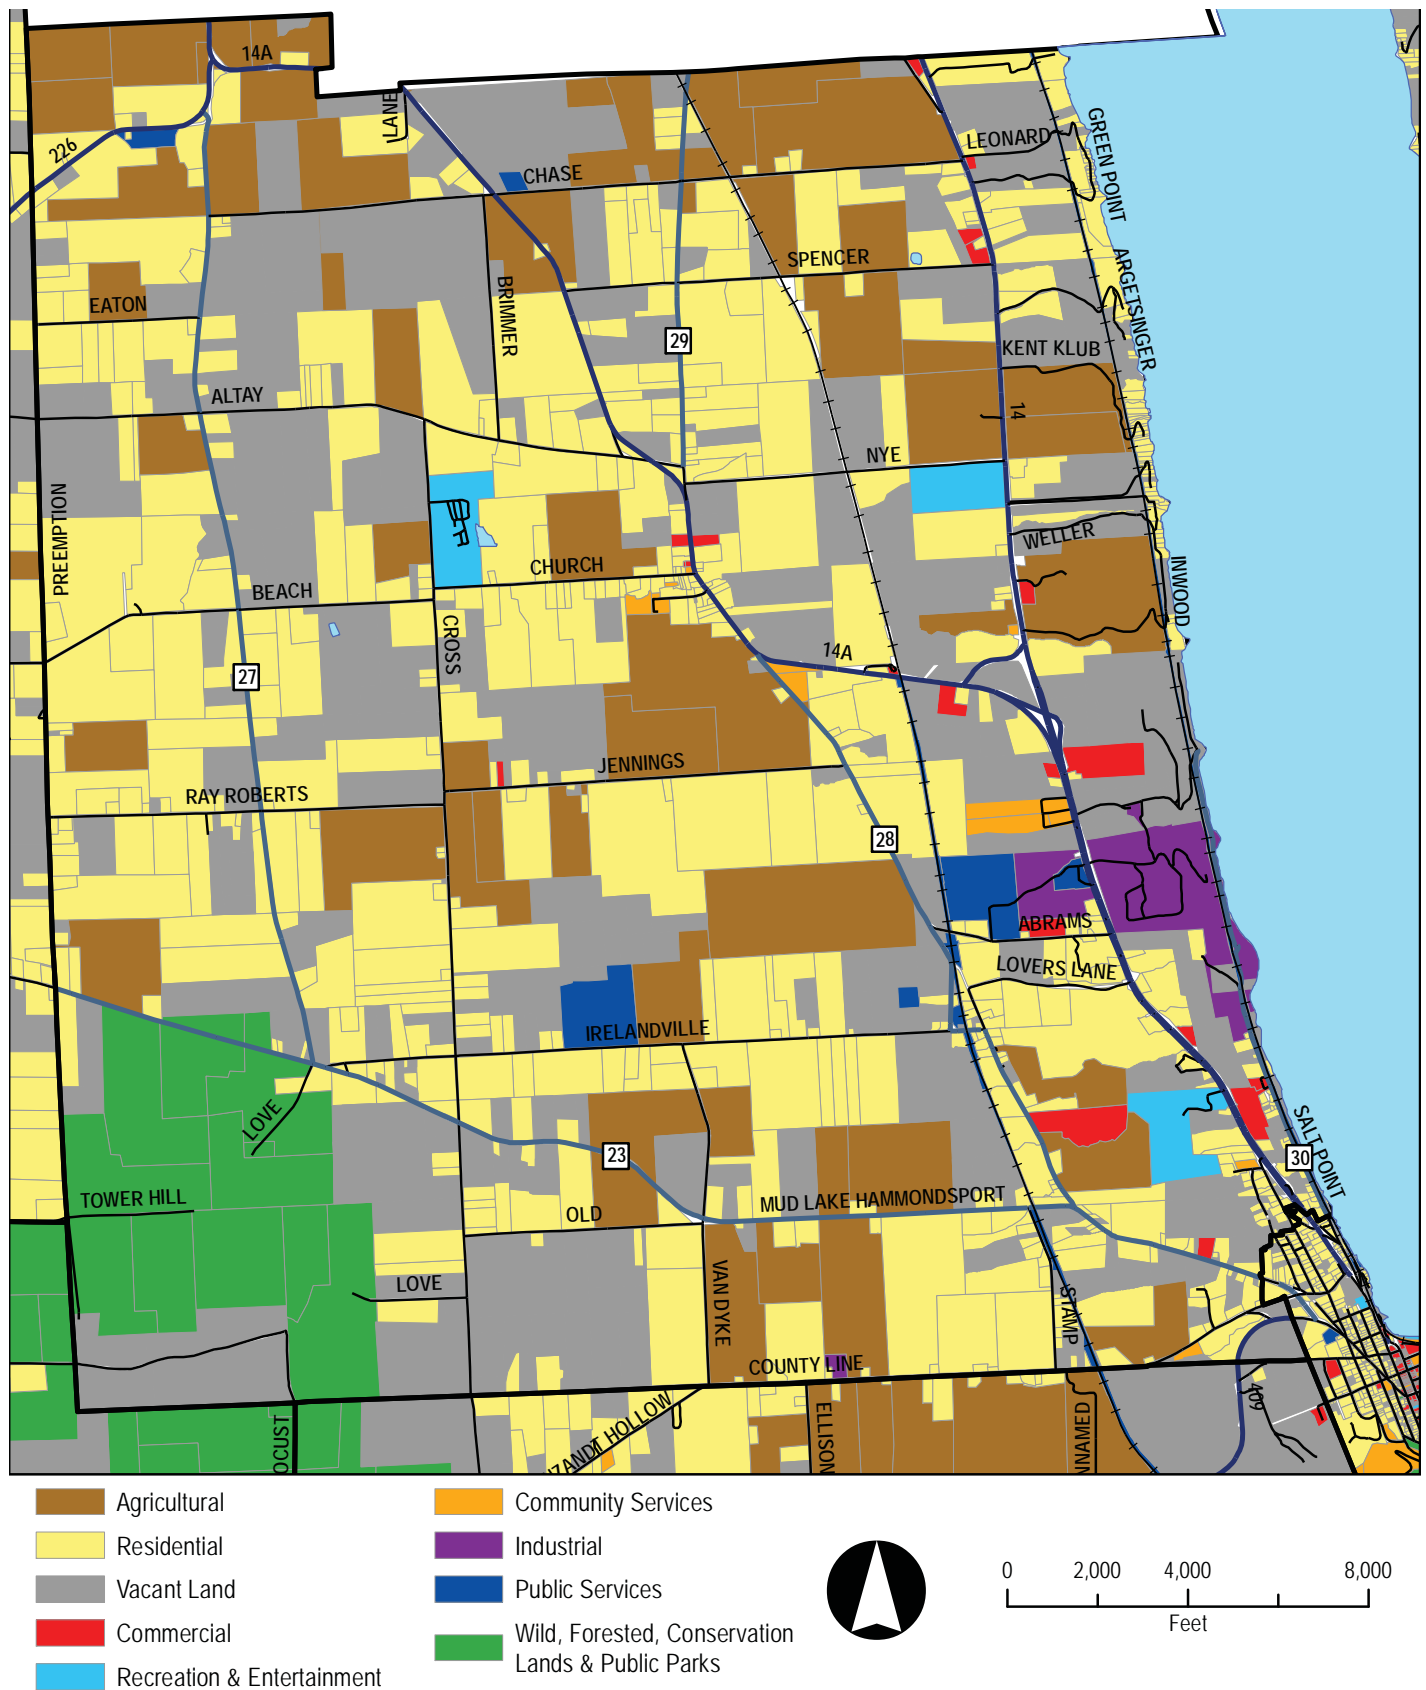 14A
226
LANE
CHASE
LEONARD
GREEN POINT
SPENCER
ARGETSINGER
EATON
BRIMMER
29
KENT KLUB
ALTAY
14
NYE
PREEMPTION
WELLER
CHURCH
BEACH
INWOOD
CROSS
14A
27
JENNINGS
RAY ROBERTS
28
ABRAMS
LOVERS LANE
IRELANDVILLE
LOVE
SALT POINT
23
30
TOWER HILL
MUD LAKE HAMMONDSPORT
OLD
LOVE
VAN DYKE
STAMP
COUNTY LINE
409
OCUST
NZANDT HOLLOW
ELLISON
NNAMED
Agricultural
Residential
Vacant Land
Commercial
Recreation & Entertainment
Community Services
Industrial
Public Services
Wild, Forested, Conservation
Lands & Public Parks
0 2,000 4,000 8,000
Feet